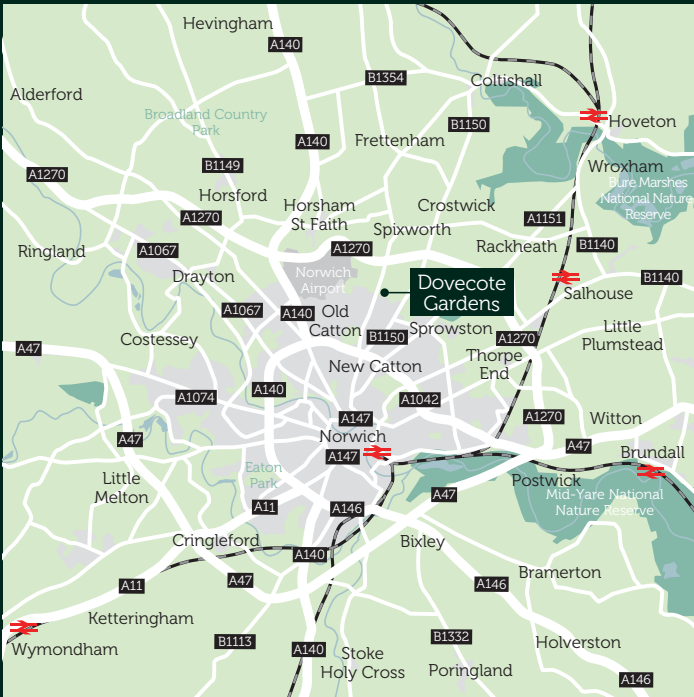 Hevingham
A140
B1354
Coltishall
Alderford
Broadland Country
Park
B1150
Hoveton
A140
Frettenham
B1149
Wroxham
A1270
Bure Marshes
National Nature
Reserve
Horsford
Horsham
St Faith
Crostwick
A1270
A1151
Spixworth
Ringland
A1067
A1270
Rackheath
B1140
Drayton
Norwich
Airport
Dovecote
Gardens
B1140
Salhouse
A1067
A140
Old
Catton
Sprowston
Little
Plumstead
Costessey
B1150
A1270
A47
New Catton
Thorpe
End
A140
A1074
A1042
A147
A1270
Witton
Norwich
A47
A47
A147
Brundall
Eaton
Park
Little
Melton
Postwick
A47
Mid-Yare National
Nature Reserve
A11
A146
Cringleford
Bixley
A140
Bramerton
A11
A47
A146
Ketteringham
B1113
B1332
Holverston
Wymondham
A140
Stoke
Holy Cross
Poringland
A146